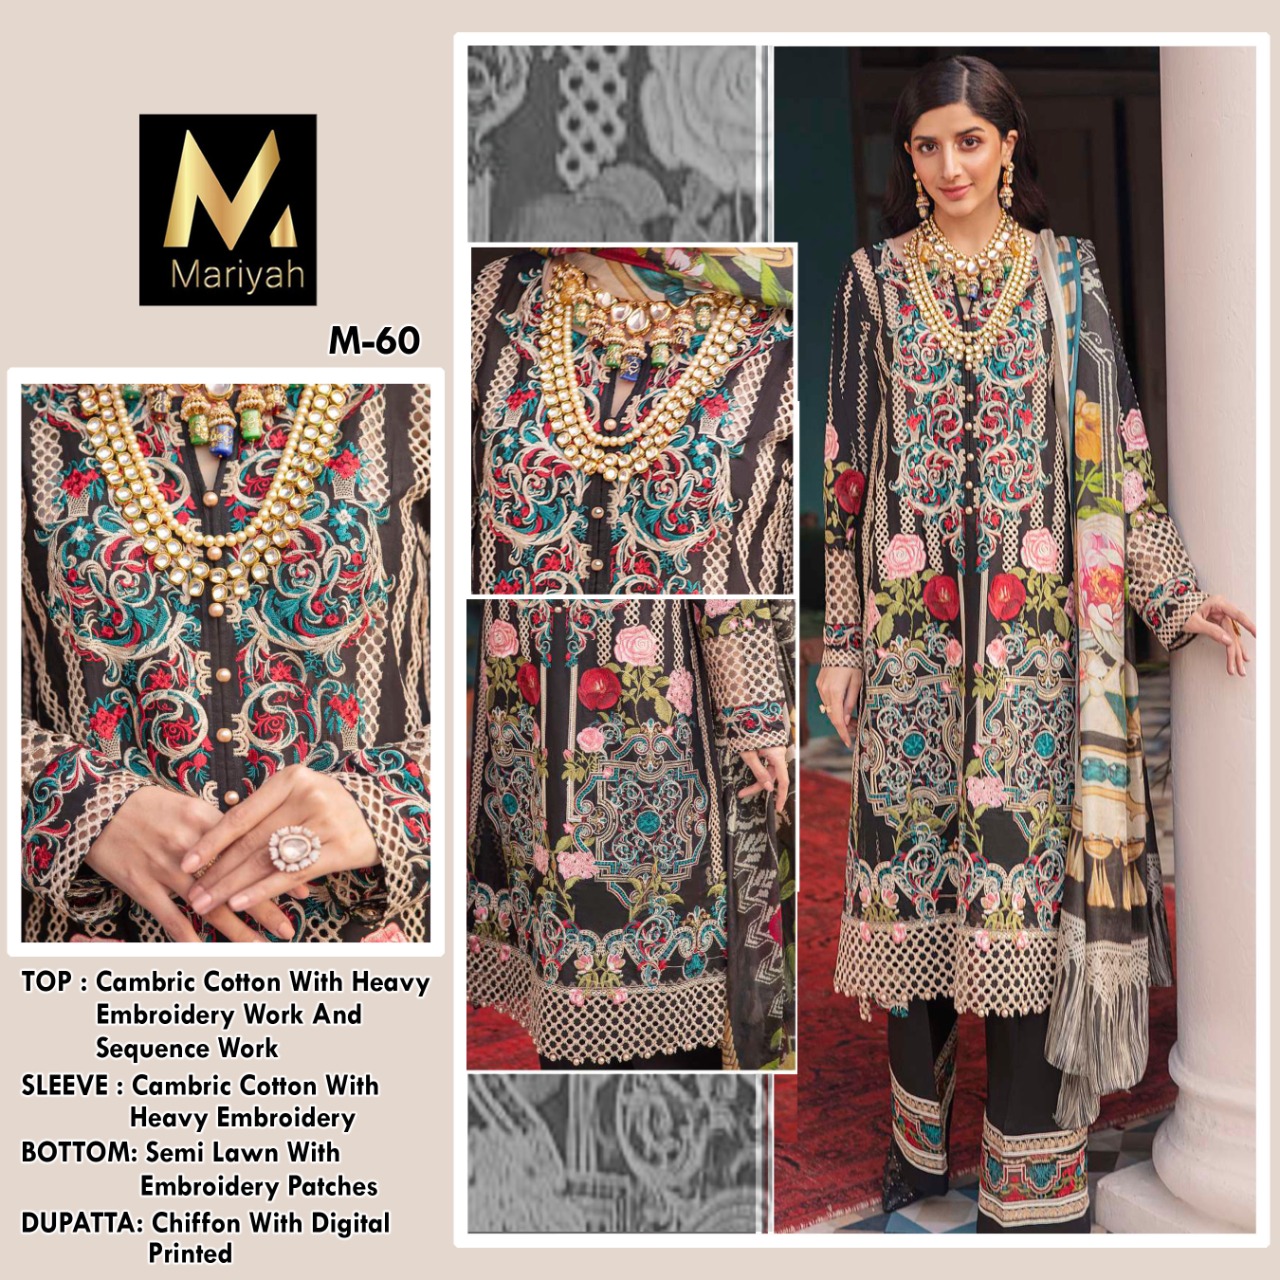 Mariyah
M-60
TOP : Cambric Cotton With Heavy
Embroidery Work And
Sequence Work
SLEEVE : Cambric Cotton With
Heavy Embroidery
BOTTOM: Semi Lawn With
Embroidery Patches
DUPATTA: Chiffon With Digital
Printed